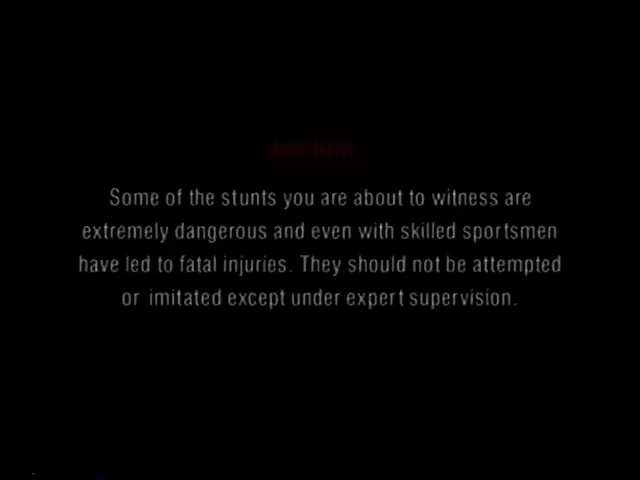 Some of the stunts you are about to witness are
extremely dangerous and even with skilled sportsmen
have led to fatal injuries. They should not be attempted
or imitated except under expert supervision.